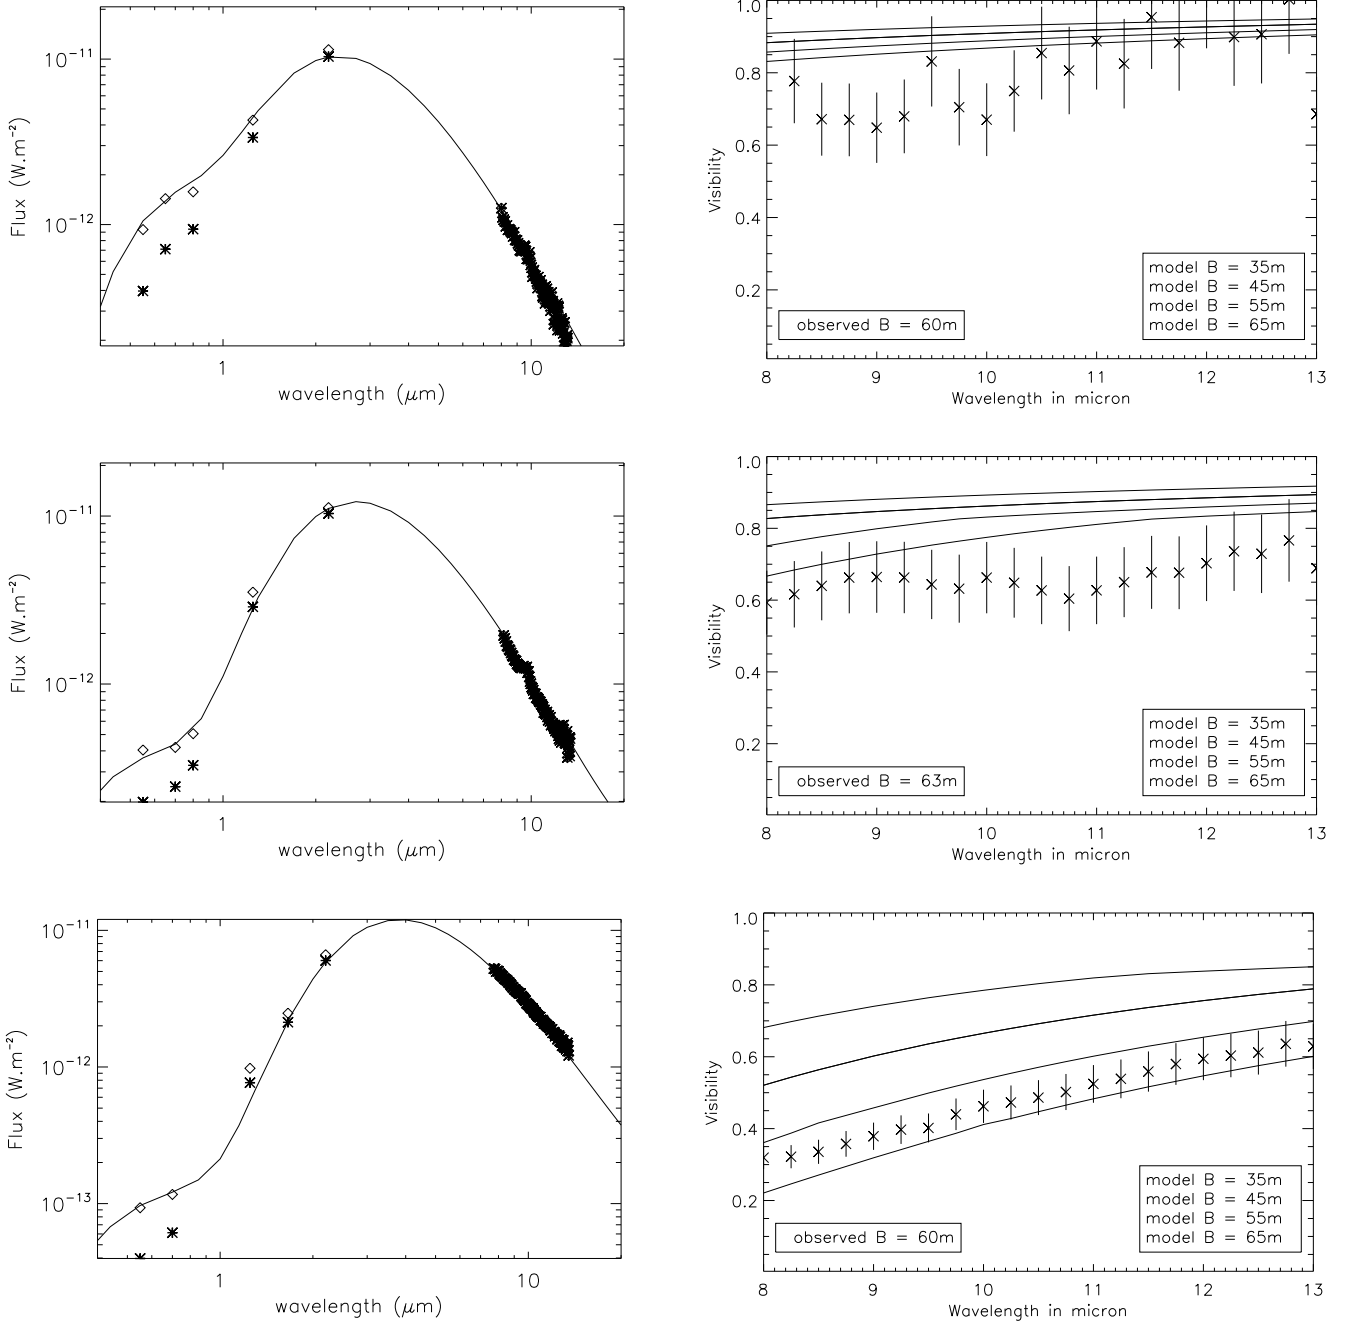 10⁻¹¹
10⁻¹²
Flux (W.m⁻²)
1
10
wavelength (μm)
1.0
0.8
0.6
0.4
0.2
Visibility
model B = 35m
model B = 45m
model B = 55m
model B = 65m
observed B = 60m
8
9
10
11
12
13
Wavelength in micron
10⁻¹¹
10⁻¹²
Flux (W.m⁻²)
1
10
wavelength (μm)
1.0
0.8
0.6
0.4
0.2
Visibility
model B = 35m
model B = 45m
model B = 55m
model B = 65m
observed B = 63m
8
9
10
11
12
13
Wavelength in micron
10⁻¹¹
10⁻¹²
10⁻¹³
Flux (W.m⁻²)
1
10
wavelength (μm)
1.0
0.8
0.6
0.4
0.2
Visibility
model B = 35m
model B = 45m
model B = 55m
model B = 65m
observed B = 60m
8
9
10
11
12
13
Wavelength in micron